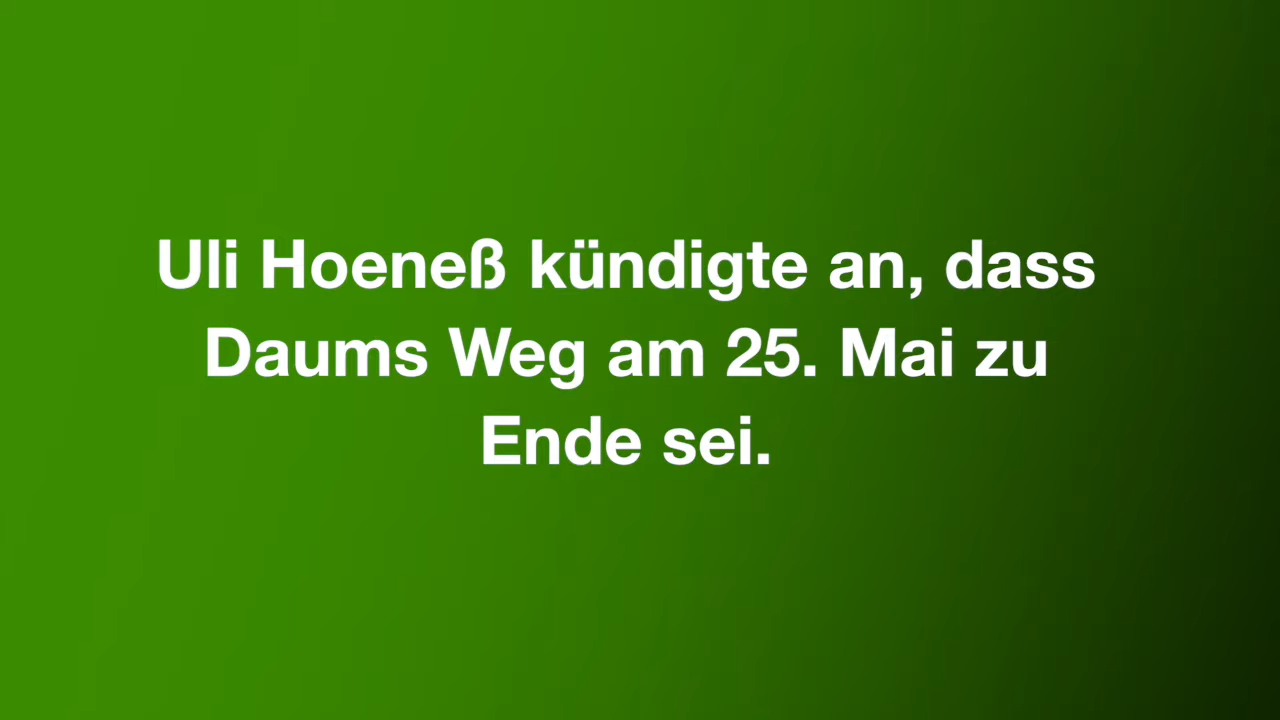 Uli Hoeneß kündigte an, dass
Daums Weg am 25. Mai zu
Ende sei.